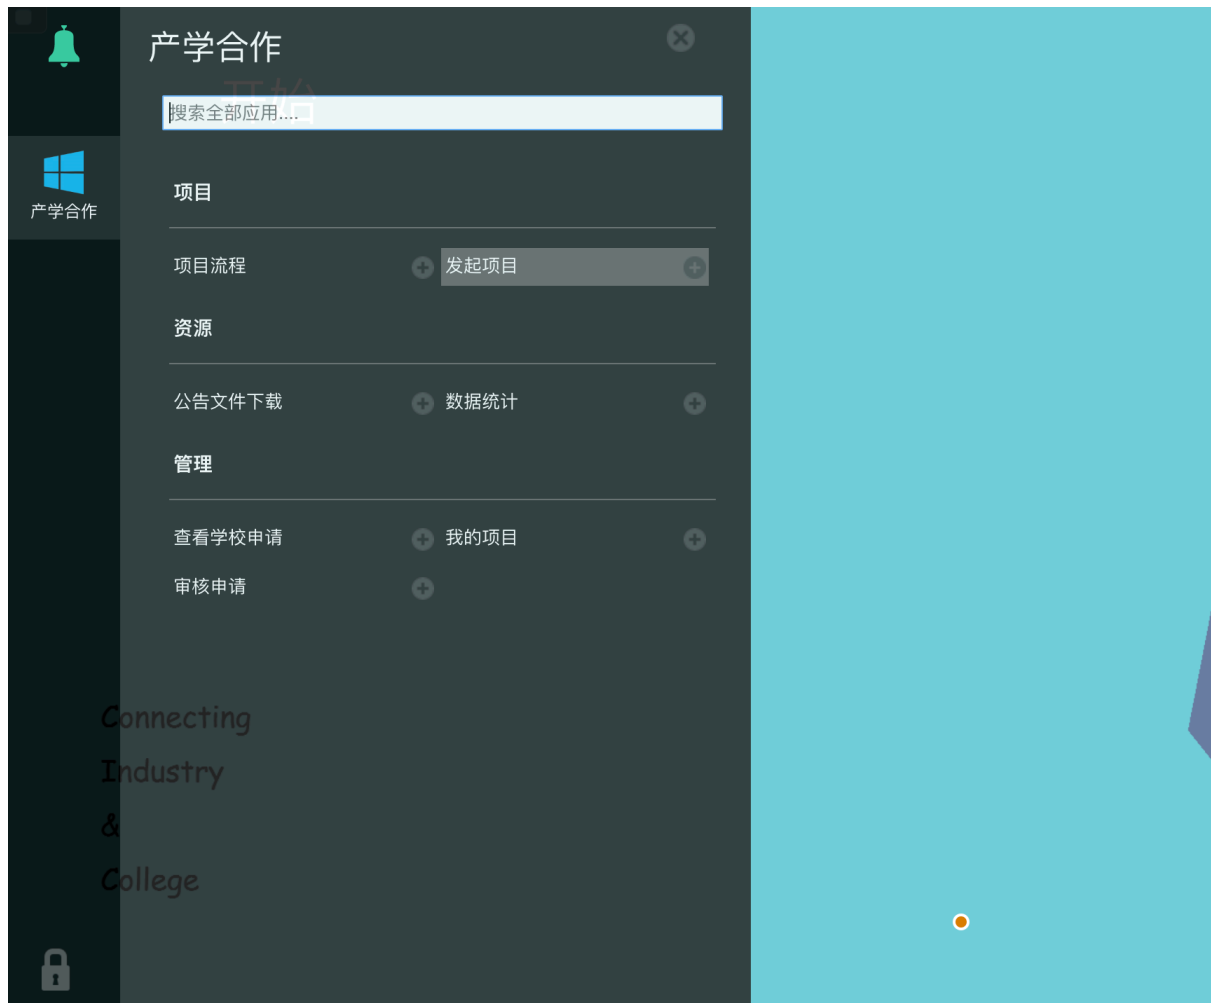 产学合作
开始
搜索全部应用....
产学合作
项目
项目流程
发起项目
资源
公告文件下载
数据统计
管理
查看学校申请
我的项目
审核申请
Connecting
Industry
&
College